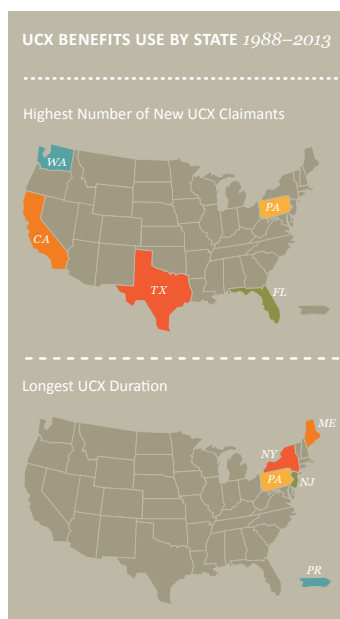 UCX BENEFITS USE BY STATE 1988–2013
Highest Number of New UCX Claimants
WA
PA
CA
TX
FL
Longest UCX Duration
ME
NY
PA
NJ
PR